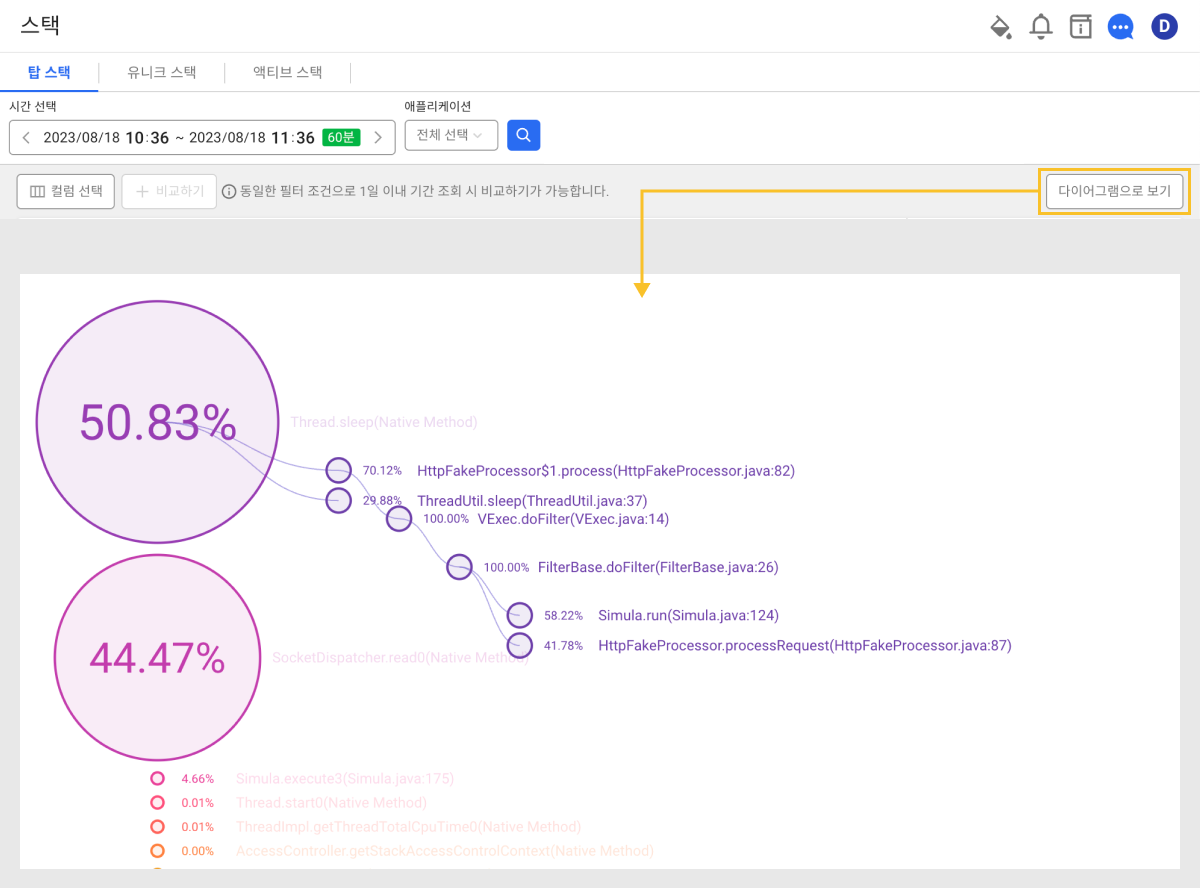 스택
D
탑 스택
유니크 스택
액티브 스택
시간 선택
애플리케이션
2023/08/18 10:36 ~ 2023/08/18 11:36 60분
전체 선택
컬럼 선택
비교하기
동일한 필터 조건으로 1일 이내 기간 조회 시 비교하기가 가능합니다.
다이어그램으로 보기
50.83%
Thread.sleep(Native Method)
70.12% HttpFakeProcessor$1.process(HttpFakeProcessor.java:82)
29.88% ThreadUtil.sleep(ThreadUtil.java:37)
100.00% VExec.doFilter(VExec.java:14)
100.00% FilterBase.doFilter(FilterBase.java:26)
58.22% Simula.run(Simula.java:124)
41.78% HttpFakeProcessor.processRequest(HttpFakeProcessor.java:87)
44.47%
SocketDispatcher.read0(Native Method)
4.66% Simula.execute3(Simula.java:175)
0.01% Thread.start0(Native Method)
0.01% ThreadImpl.getThreadTotalCpuTime0(Native Method)
0.00% AccessController.getStackAccessControlContext(Native Method)